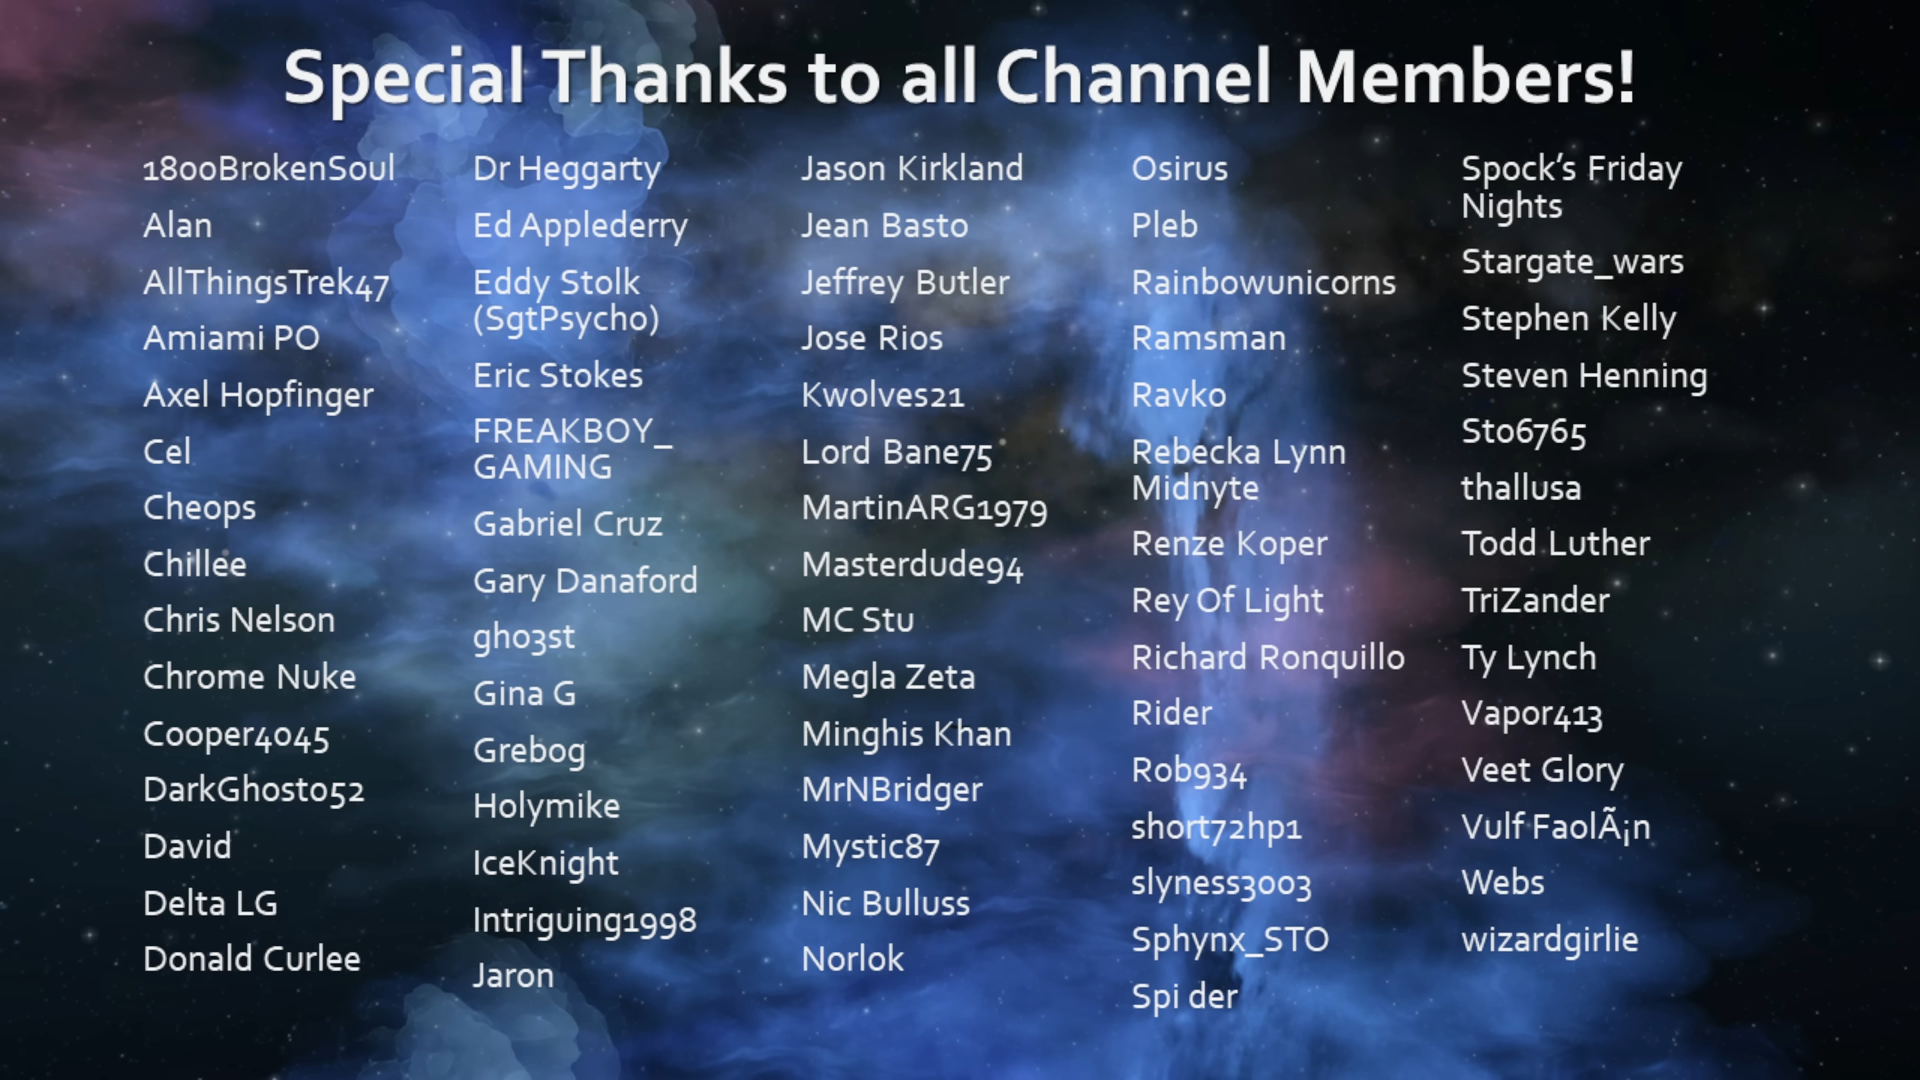 Special Thanks to all Channel Members!
1800BrokenSoul
Alan
AllThingsTrek47
Amiami PO
Axel Hopfinger
Cel
Cheops
Chillee
Chris Nelson
Chrome Nuke
Cooper4045
DarkGhost052
David
Delta LG
Donald Curlee
Dr Heggarty
Ed Applederry
Eddy Stolk
(SgtPsycho)
Eric Stokes
FREAKBOY_
GAMING
Gabriel Cruz
Gary Danaford
gho3st
Gina G
Grebog
Holymike
IceKnight
Intriguing1998
Jaron
Jason Kirkland
Jean Basto
Jeffrey Butler
Jose Rios
Kwolves21
Lord Bane75
MartinARG1979
Masterdude94
MC Stu
Megla Zeta
Minghis Khan
MrNBridger
Mystic87
Nic Bulluss
Norlok
Osirus
Pleb
Rainbowunicorns
Ramsman
Ravko
Rebecka Lynn
Midnyte
Renze Koper
Rey Of Light
Richard Ronquillo
Rider
Rob934
short72hp1
slyness3003
Sphynx_STO
Spi der
Spock’s Friday
Nights
Stargate_wars
Stephen Kelly
Steven Henning
Sto6765
thallusa
Todd Luther
TriZander
Ty Lynch
Vapor413
Veet Glory
Vulf FaolÃ¡n
Webs
wizardgirlie